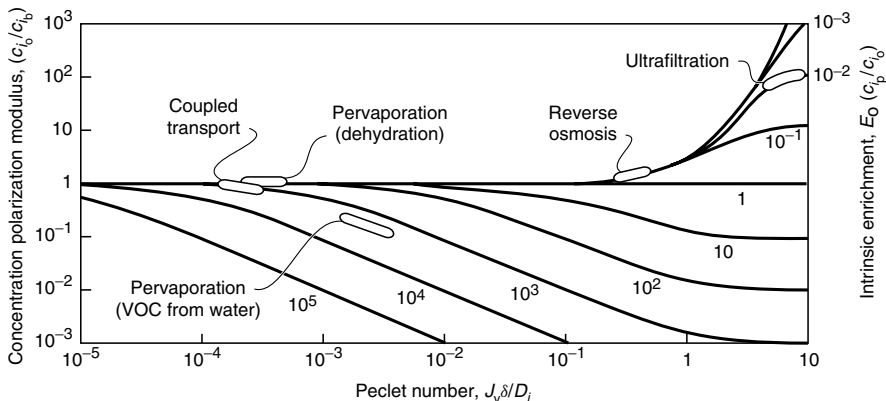 Concentration polarization modulus, (c_{i_o}/c_{i_b})
10³
10²
10
1
10⁻¹
10⁻²
10⁻³
Coupled
transport
Pervaporation
(dehydration)
Reverse
osmosis
Ultrafiltration
Pervaporation
(VOC from water)
10⁵
10⁴
10³
10²
10
1
10⁻¹
10⁻³
10⁻²
Intrinsic enrichment, E_o (c_{i_p}/c_{i_o})
10⁻⁵
10⁻⁴
10⁻³
10⁻²
10⁻¹
1
10
Peclet number, J_vδ/D_i